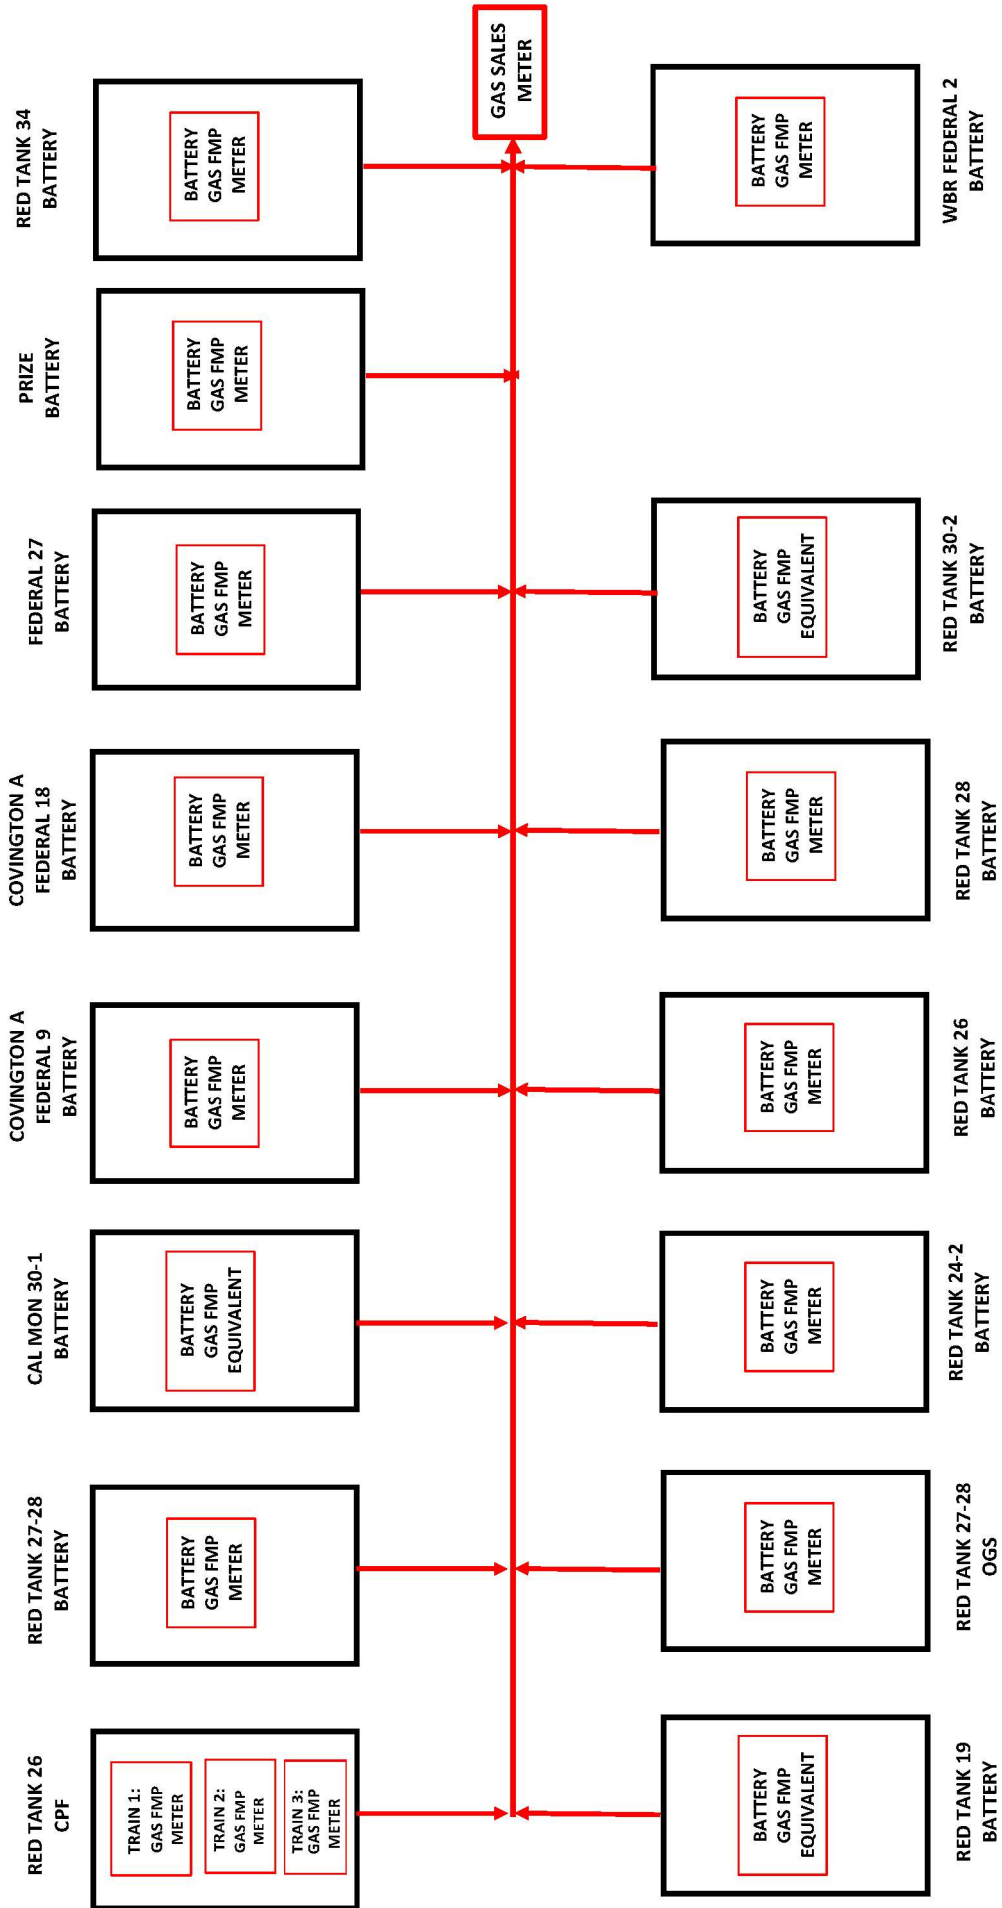 RED TANK 26
CPF
TRAIN 1:
GAS FMP
METER
TRAIN 2:
GAS FMP
METER
TRAIN 3:
GAS FMP
METER
RED TANK 27-28
BATTERY
BATTERY
GAS FMP
METER
CAL MON 30-1
BATTERY
BATTERY
GAS FMP
EQUIVALENT
COVINGTON A
FEDERAL 9
BATTERY
BATTERY
GAS FMP
METER
COVINGTON A
FEDERAL 18
BATTERY
BATTERY
GAS FMP
METER
FEDERAL 27
BATTERY
BATTERY
GAS FMP
METER
PRIZE
BATTERY
BATTERY
GAS FMP
METER
RED TANK 34
BATTERY
BATTERY
GAS FMP
METER
GAS SALES
METER
BATTERY
GAS FMP
EQUIVALENT
RED TANK 19
BATTERY
BATTERY
GAS FMP
METER
RED TANK 27-28
OGS
BATTERY
GAS FMP
METER
RED TANK 24-2
BATTERY
BATTERY
GAS FMP
METER
RED TANK 26
BATTERY
BATTERY
GAS FMP
METER
RED TANK 28
BATTERY
BATTERY
GAS FMP
EQUIVALENT
RED TANK 30-2
BATTERY
BATTERY
GAS FMP
METER
WBR FEDERAL 2
BATTERY